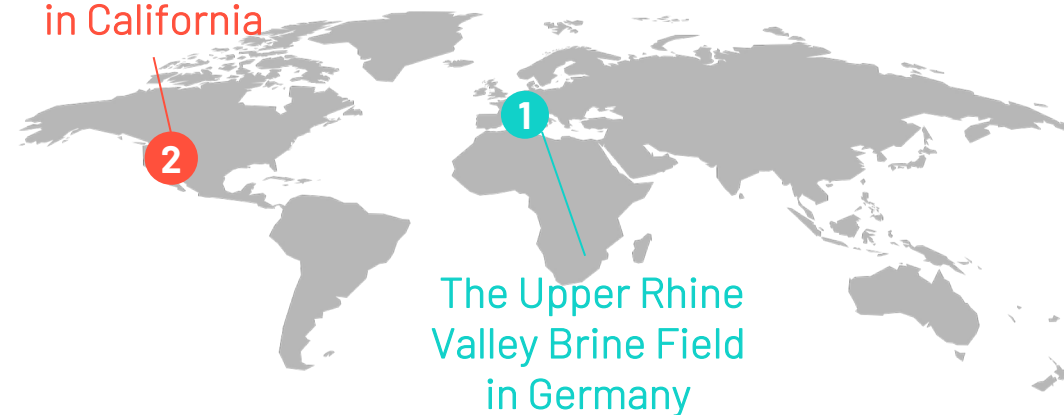 in California
1
2
The Upper Rhine
Valley Brine Field
in Germany